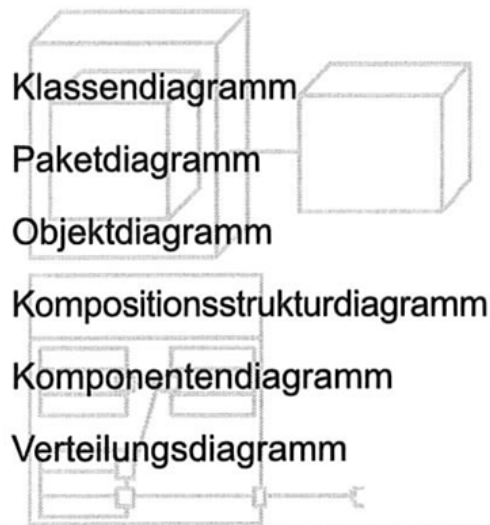 Klassendiagramm
Paketdiagramm
Objektdiagramm
Kompositionsstrukturdiagramm
Komponentendiagramm
Verteilungsdiagramm